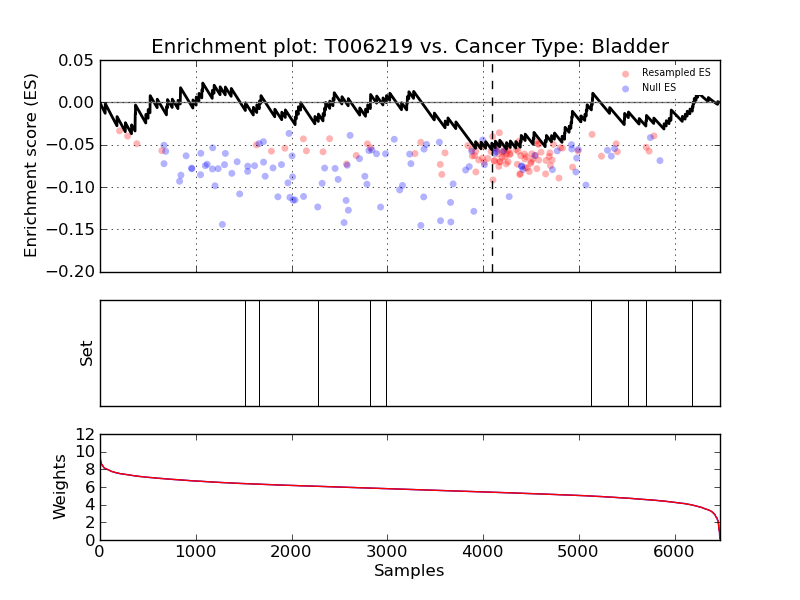 Enrichment plot: T006219 vs. Cancer Type: Bladder
Enrichment score (ES)
0.05
0.00
−0.05
−0.10
−0.15
−0.20
Resampled ES
Null ES
Set
Weights
12
10
8
6
4
2
0
0 1000 2000 3000 4000 5000 6000
Samples